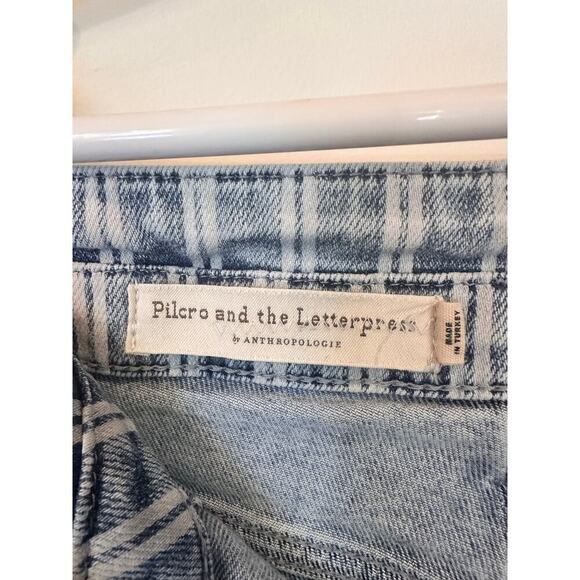 Pilcro and the Letterpress
by ANTHROPOLOGIE
MADE
IN TURKEY